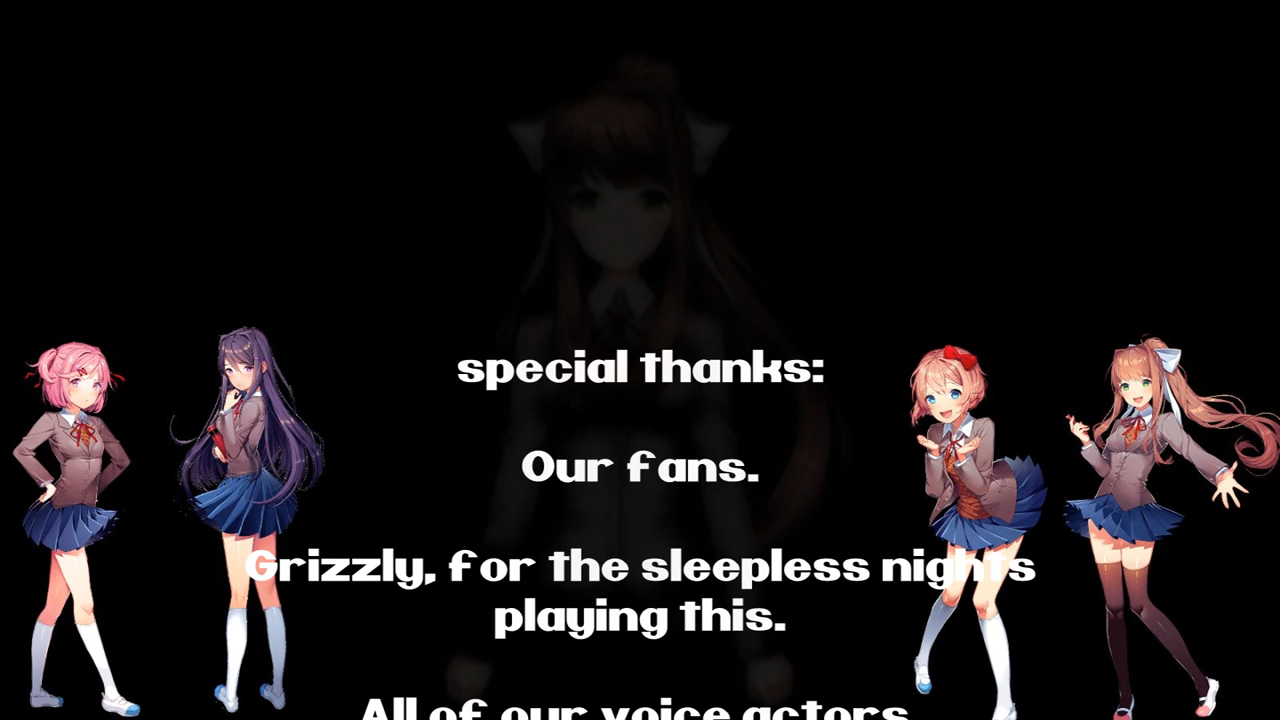 special thanks:
Our fans.
Grizzly, for the sleepless nights
playing this.
All of our voice actors